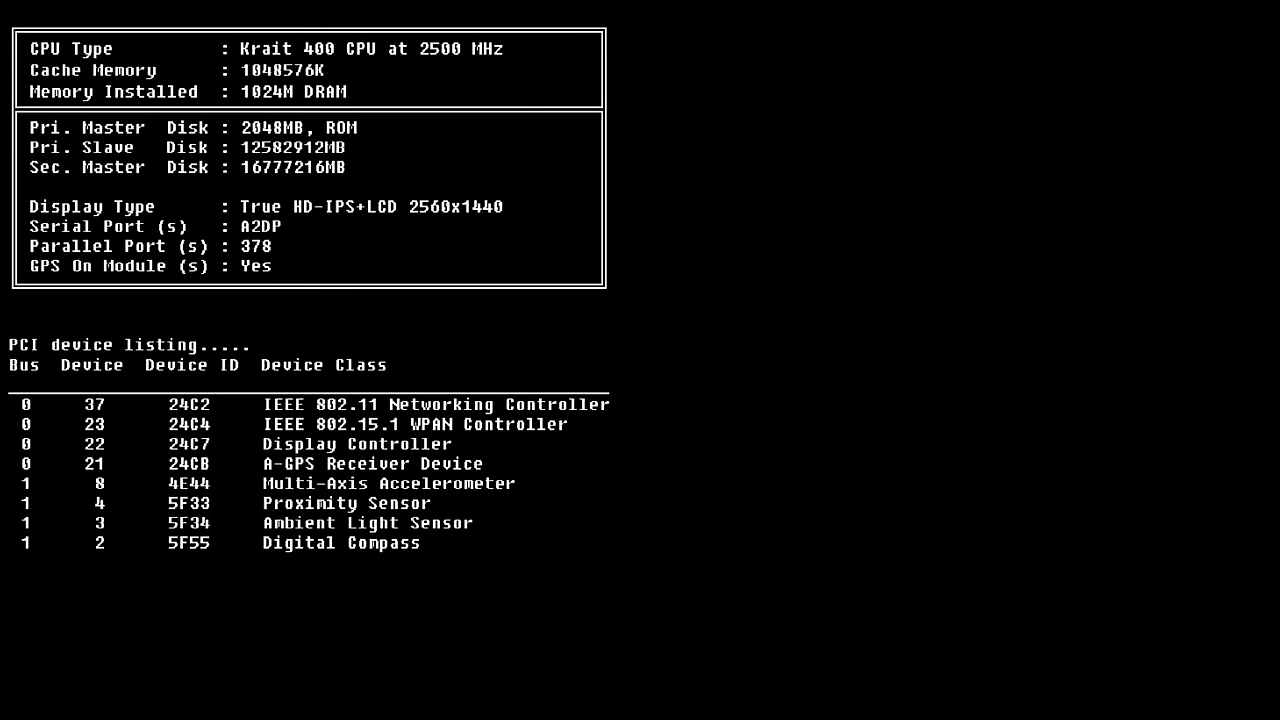 CPU Type : Krait 400 CPU at 2500 MHz
Cache Memory : 1048576K
Memory Installed : 1024M DRAM
Pri. Master Disk : 2048MB, ROM
Pri. Slave Disk : 12582912MB
Sec. Master Disk : 16777216MB
Display Type : True HD-IPS+LCD 2560x1440
Serial Port (s) : A2DP
Parallel Port (s) : 378
GPS On Module (s) : Yes
PCI device listing.....
Bus Device Device ID Device Class
0 37 24C2 IEEE 802.11 Networking Controller
0 23 24C4 IEEE 802.15.1 WPAN Controller
0 22 24C7 Display Controller
0 21 24CB A-GPS Receiver Device
1 8 4E44 Multi-Axis Accelerometer
1 4 5F33 Proximity Sensor
1 3 5F34 Ambient Light Sensor
1 2 5F55 Digital Compass